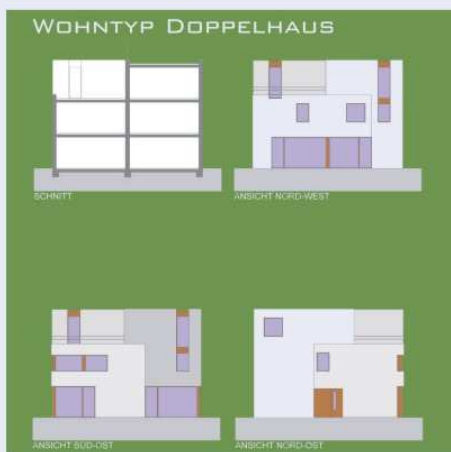 WOHNTYP DOPPELHAUS
SCHNITT
ANSICHT NORD-WEST
ANSICHT SÜD-OST
ANSICHT NORD-OST